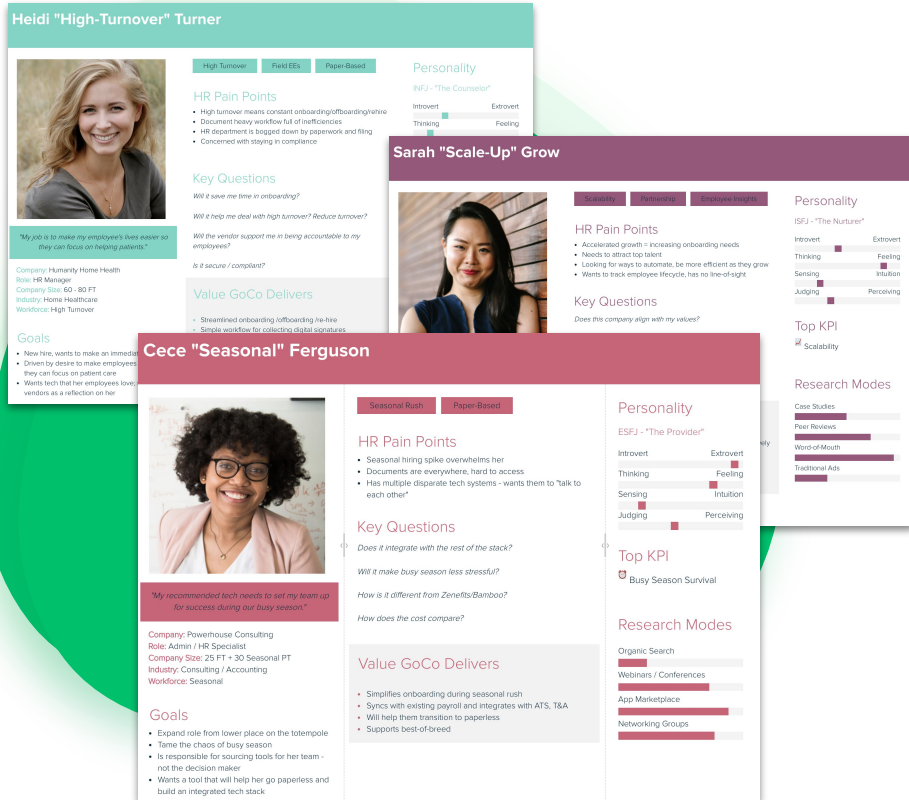 Heidi "High-Turnover" Turner
High Turnover
Field EEs
Paper-Based
HR Pain Points
High turnover means constant onboarding/offboarding/rehire
Document heavy workflow full of inefficiencies
HR department is bogged down by paperwork and filing
Concerned with staying in compliance
Key Questions
Will it save me time in onboarding?
Will it help me deal with high turnover? Reduce turnover?
Will the vendor support me in being accountable to my
employees?
Is it secure / compliant?
Value GoCo Delivers
Streamlined onboarding /offboarding /re-hire
Simple workflow for collecting digital signatures
Personality
INFJ - "The Counselor"
Introvert Extrovert
Thinking Feeling
"My job is to make my employee's lives easier so
they can focus on helping patients."
Company: Humanity Home Health
Role: HR Manager
Company Size: 60 - 80 FT
Industry: Home Healthcare
Workforce: High Turnover
Goals
New hire, wants to make an immediat
Driven by desire to make employees
they can focus on patient care
Wants tech that her employees love;
vendors as a reflection on her
Sarah "Scale-Up" Grow
Scalability
Partnership
Employee Insights
HR Pain Points
Accelerated growth = increasing onboarding needs
Needs to attract top talent
Looking for ways to automate, be more efficient as they grow
Wants to track employee lifecycle, has no line-of-sight
Key Questions
Does this company align with my values?
Personality
ISFJ - "The Nurturer"
Introvert Extrovert
Thinking Feeling
Sensing Intuition
Judging Perceiving
Top KPI
Scalability
Research Modes
Case Studies
Peer Reviews
Word-of-Mouth
Traditional Ads
Cece "Seasonal" Ferguson
"My recommended tech needs to set my team up
for success during our busy season."
Company: Powerhouse Consulting
Role: Admin / HR Specialist
Company Size: 25 FT + 30 Seasonal PT
Industry: Consulting / Accounting
Workforce: Seasonal
Goals
Expand role from lower place on the totempole
Tame the chaos of busy season
Is responsible for sourcing tools for her team -
not the decision maker
Wants a tool that will help her go paperless and
build an integrated tech stack
Seasonal Rush
Paper-Based
HR Pain Points
Seasonal hiring spike overwhelms her
Documents are everywhere, hard to access
Has multiple disparate tech systems - wants them to "talk to
each other"
Key Questions
Does it integrate with the rest of the stack?
Will it make busy season less stressful?
How is it different from Zenefits/Bamboo?
How does the cost compare?
Value GoCo Delivers
Simplifies onboarding during seasonal rush
Syncs with existing payroll and integrates with ATS, T&A
Will help them transition to paperless
Supports best-of-breed
Personality
ESFJ - "The Provider"
Introvert Extrovert
Thinking Feeling
Sensing Intuition
Judging Perceiving
Top KPI
Busy Season Survival
Research Modes
Organic Search
Webinars / Conferences
App Marketplace
Networking Groups